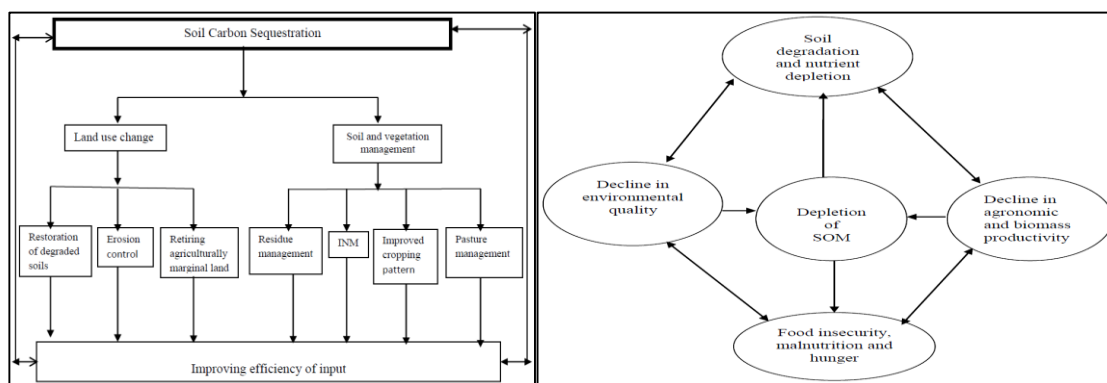 Soil Carbon Sequestration
Land use change
Soil and vegetation
management
Restoration
of degraded
soils
Erosion
control
Retiring
agriculturally
marginal land
Residue
management
INM
Improved
cropping
pattern
Pasture
management
Improving efficiency of input
Soil
degradation
and nutrient
depletion
Decline in
environmental
quality
Depletion
of
SOM
Decline in
agronomic
and biomass
productivity
Food insecurity,
malnutrition and
hunger